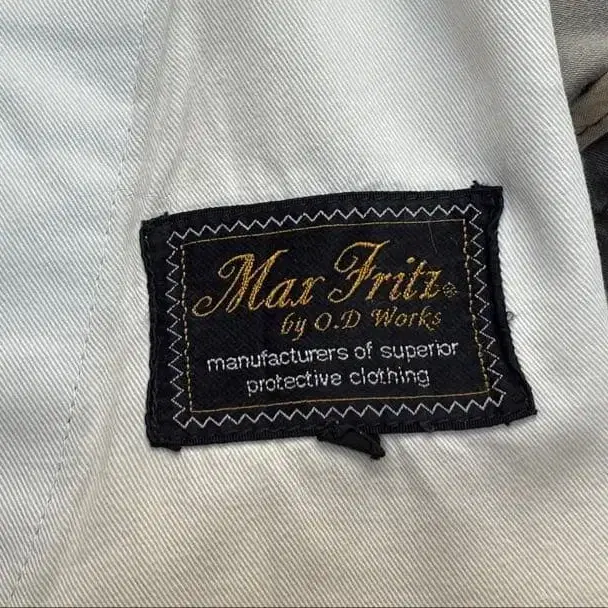 Max Fritz®
by O.D Works
manufacturers of superior
protective clothing